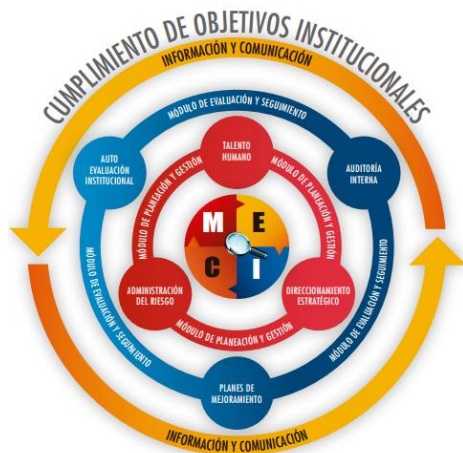 CUMPLIMIENTO DE OBJETIVOS INSTITUCIONALES
INFORMACIÓN Y COMUNICACIÓN
MÓDULO DE EVALUACIÓN Y SEGUIMIENTO
AUTO
EVALUACIÓN
INSTITUCIONAL
TALENTO
HUMANO
AUDITORÍA
INTERNA
MÓDULO DE PLANEACIÓN Y GESTIÓN
MÓDULO DE PLANEACIÓN Y GESTIÓN
M E
C I
ADMINISTRACIÓN
DEL RIESGO
DIRECCIONAMIENTO
ESTRATÉGICO
MÓDULO DE PLANEACIÓN Y GESTIÓN
MÓDULO DE EVALUACIÓN Y SEGUIMIENTO
MÓDULO DE EVALUACIÓN Y SEGUIMIENTO
PLANES DE
MEJORAMIENTO
INFORMACIÓN Y COMUNICACIÓN